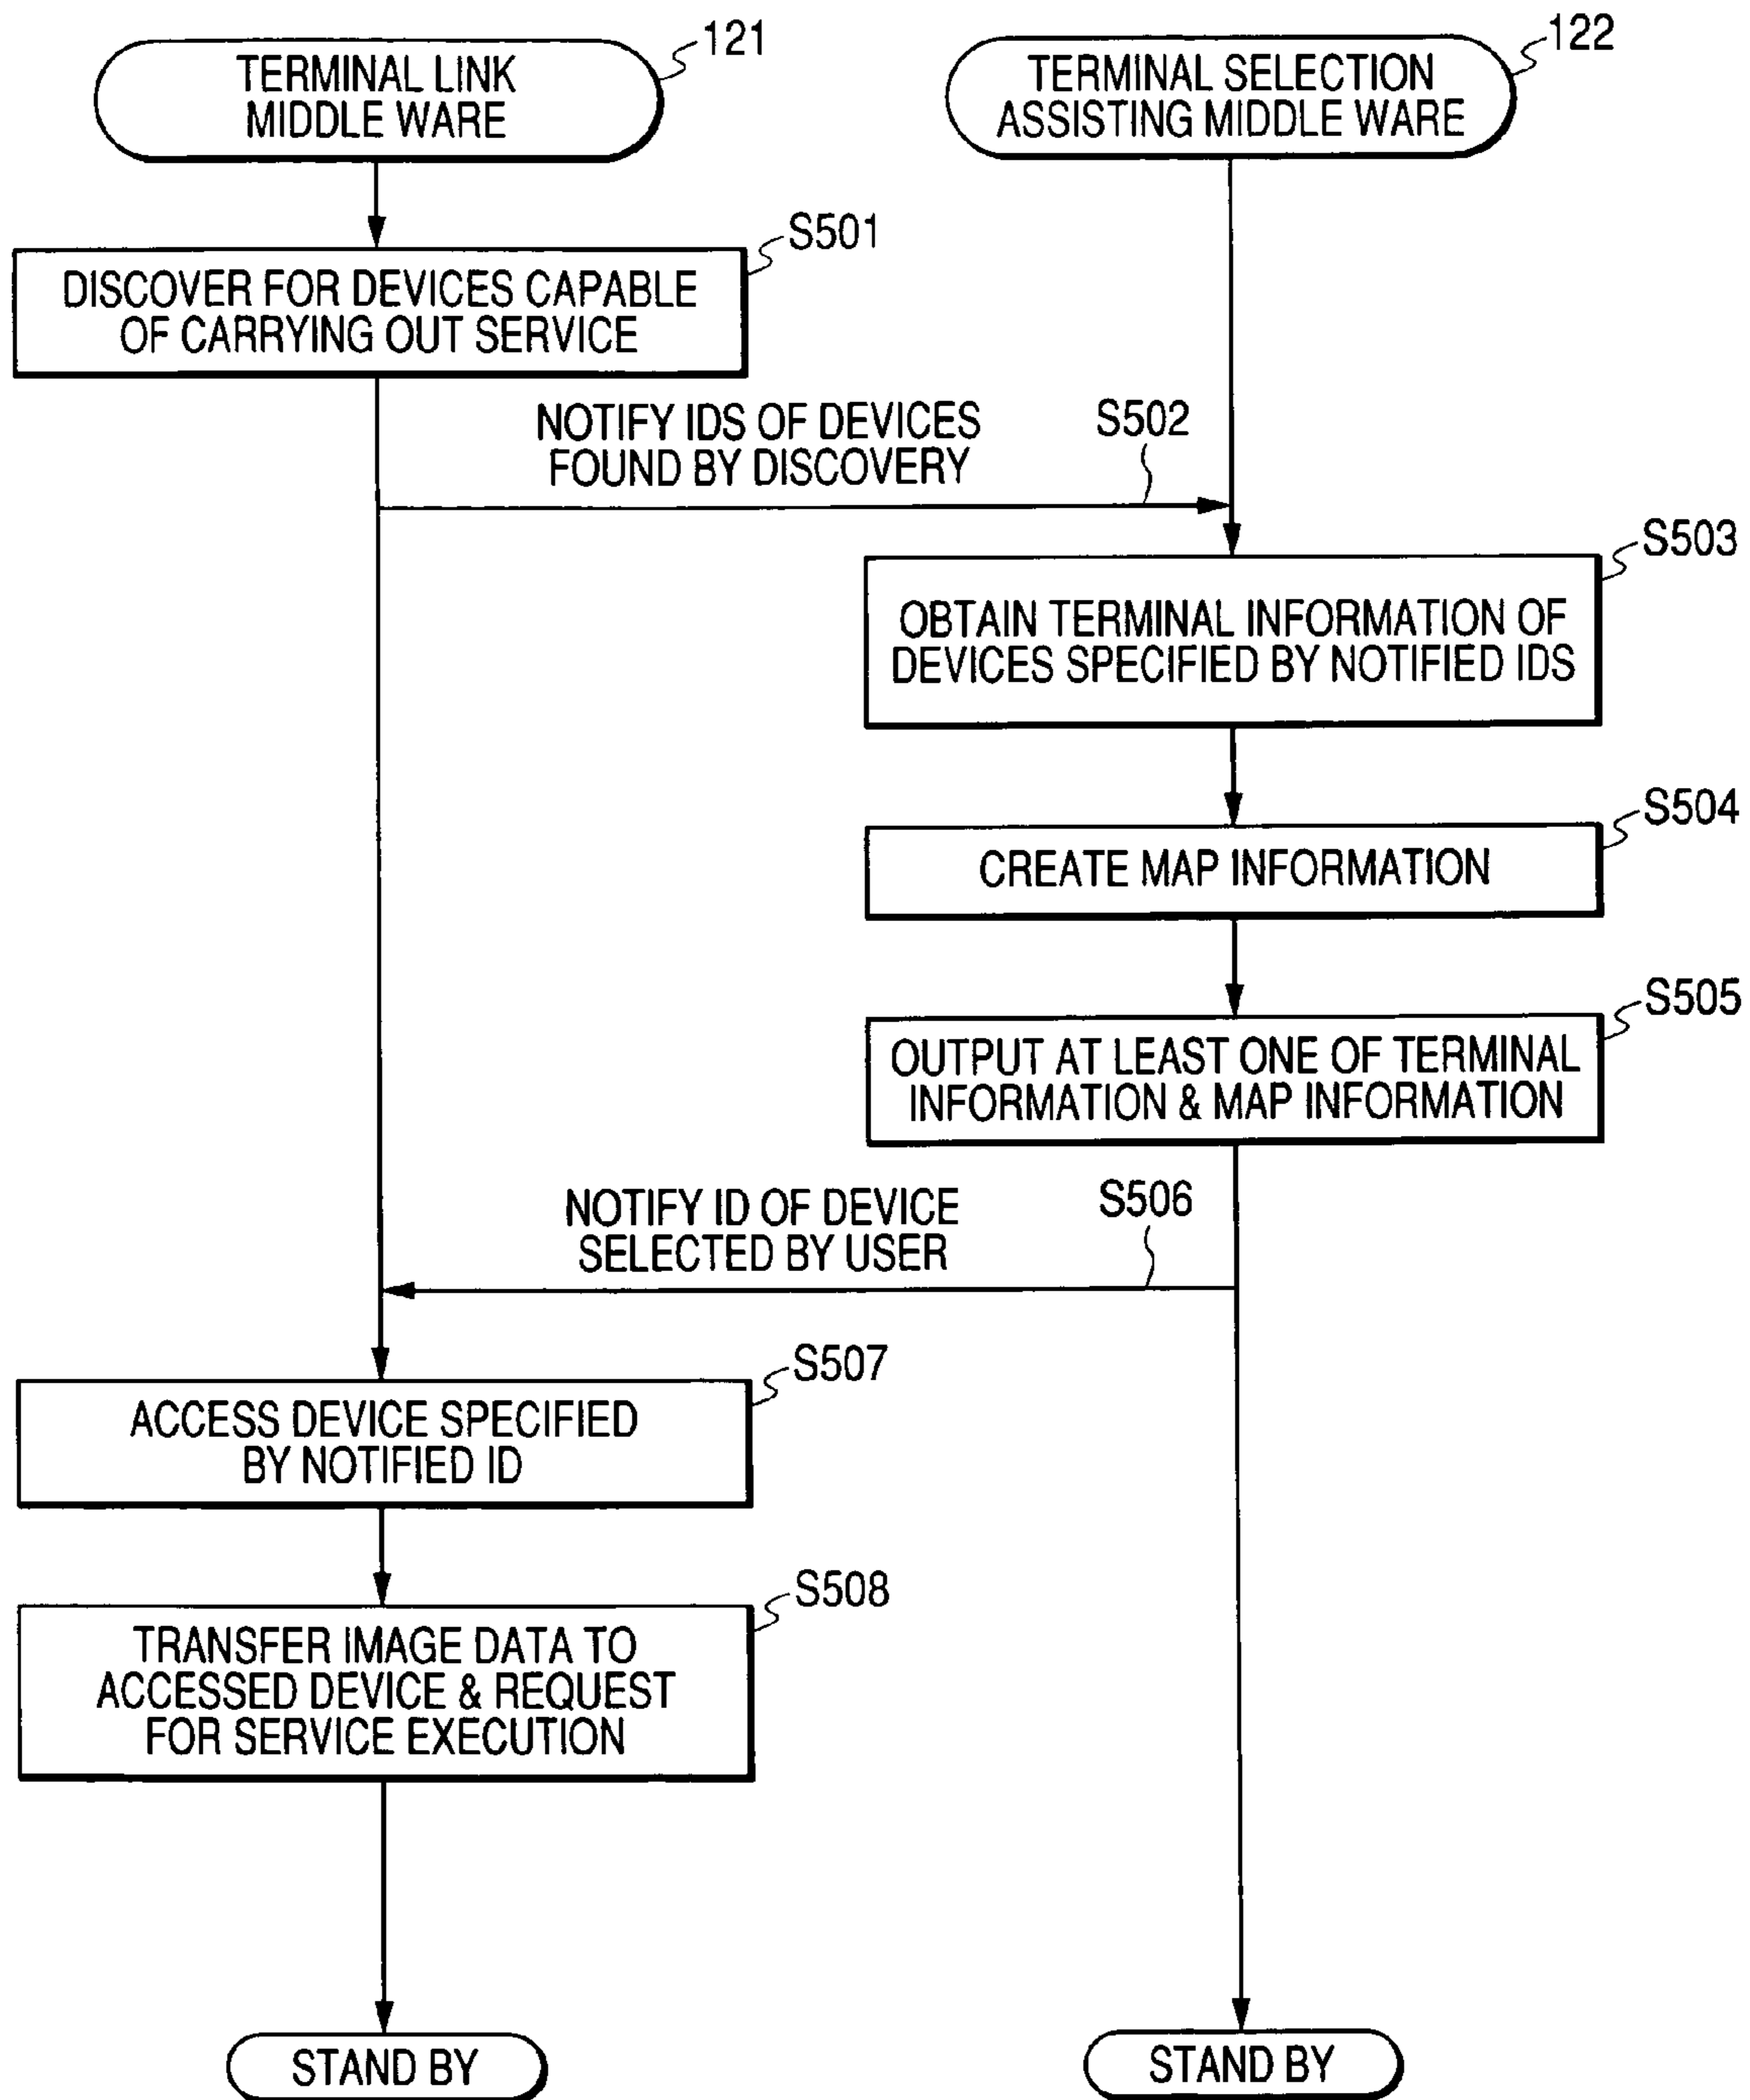 121
TERMINAL LINK
MIDDLE WARE
122
TERMINAL SELECTION
ASSISTING MIDDLE WARE
S501
DISCOVER FOR DEVICES CAPABLE
OF CARRYING OUT SERVICE
NOTIFY IDS OF DEVICES
FOUND BY DISCOVERY
S502
S503
OBTAIN TERMINAL INFORMATION OF
DEVICES SPECIFIED BY NOTIFIED IDS
S504
CREATE MAP INFORMATION
S505
OUTPUT AT LEAST ONE OF TERMINAL
INFORMATION & MAP INFORMATION
NOTIFY ID OF DEVICE
SELECTED BY USER
S506
S507
ACCESS DEVICE SPECIFIED
BY NOTIFIED ID
S508
TRANSFER IMAGE DATA TO
ACCESSED DEVICE & REQUEST
FOR SERVICE EXECUTION
STAND BY
STAND BY